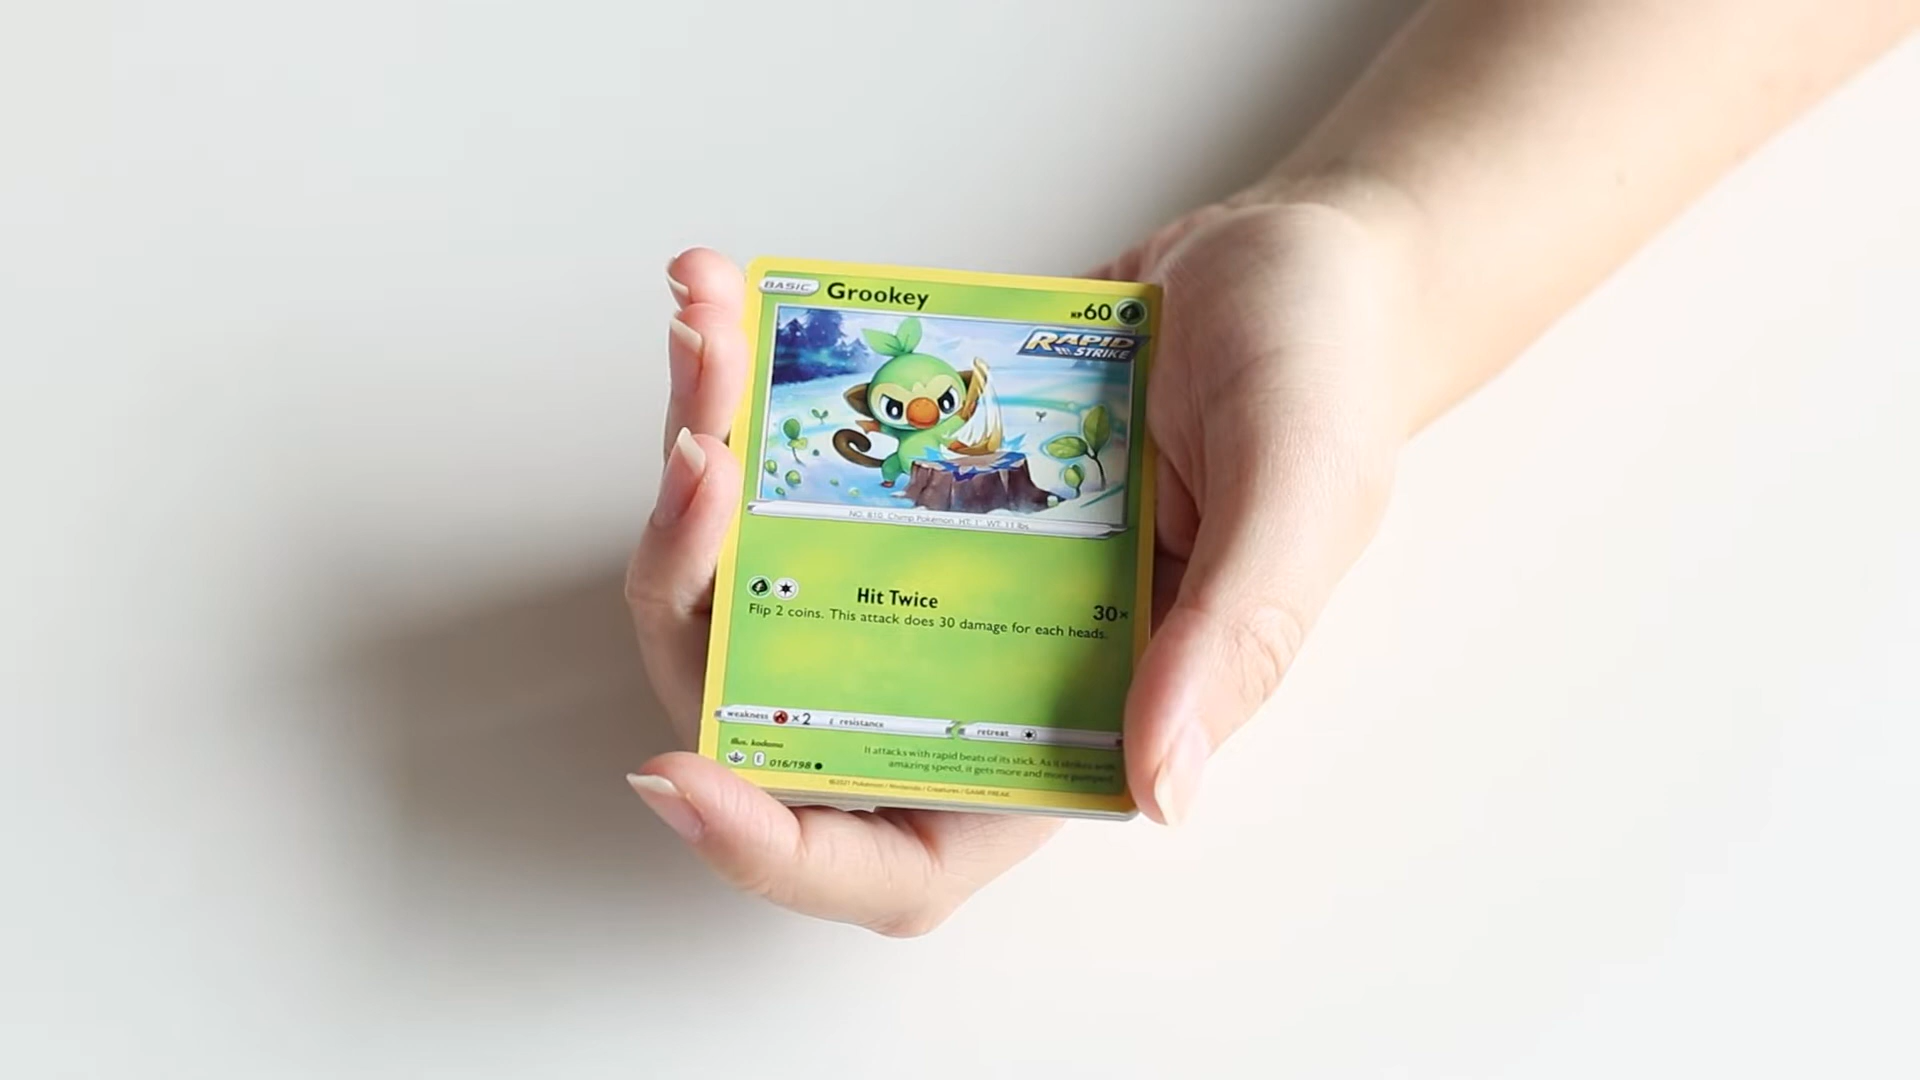 BASIC Grookey HP60
RAPID
STRIKE
NO. 810 Chimp Pokémon HT: 1' WT: 11 lbs.
Hit Twice 30×
Flip 2 coins. This attack does 30 damage for each heads.
weakness ×2 resistance retreat
Illus. kodama
It attacks with rapid beats of its stick. As it strikes with
amazing speed, it gets more and more pumped.
E 016/198
©2021 Pokémon / Nintendo / Creatures / GAME FREAK